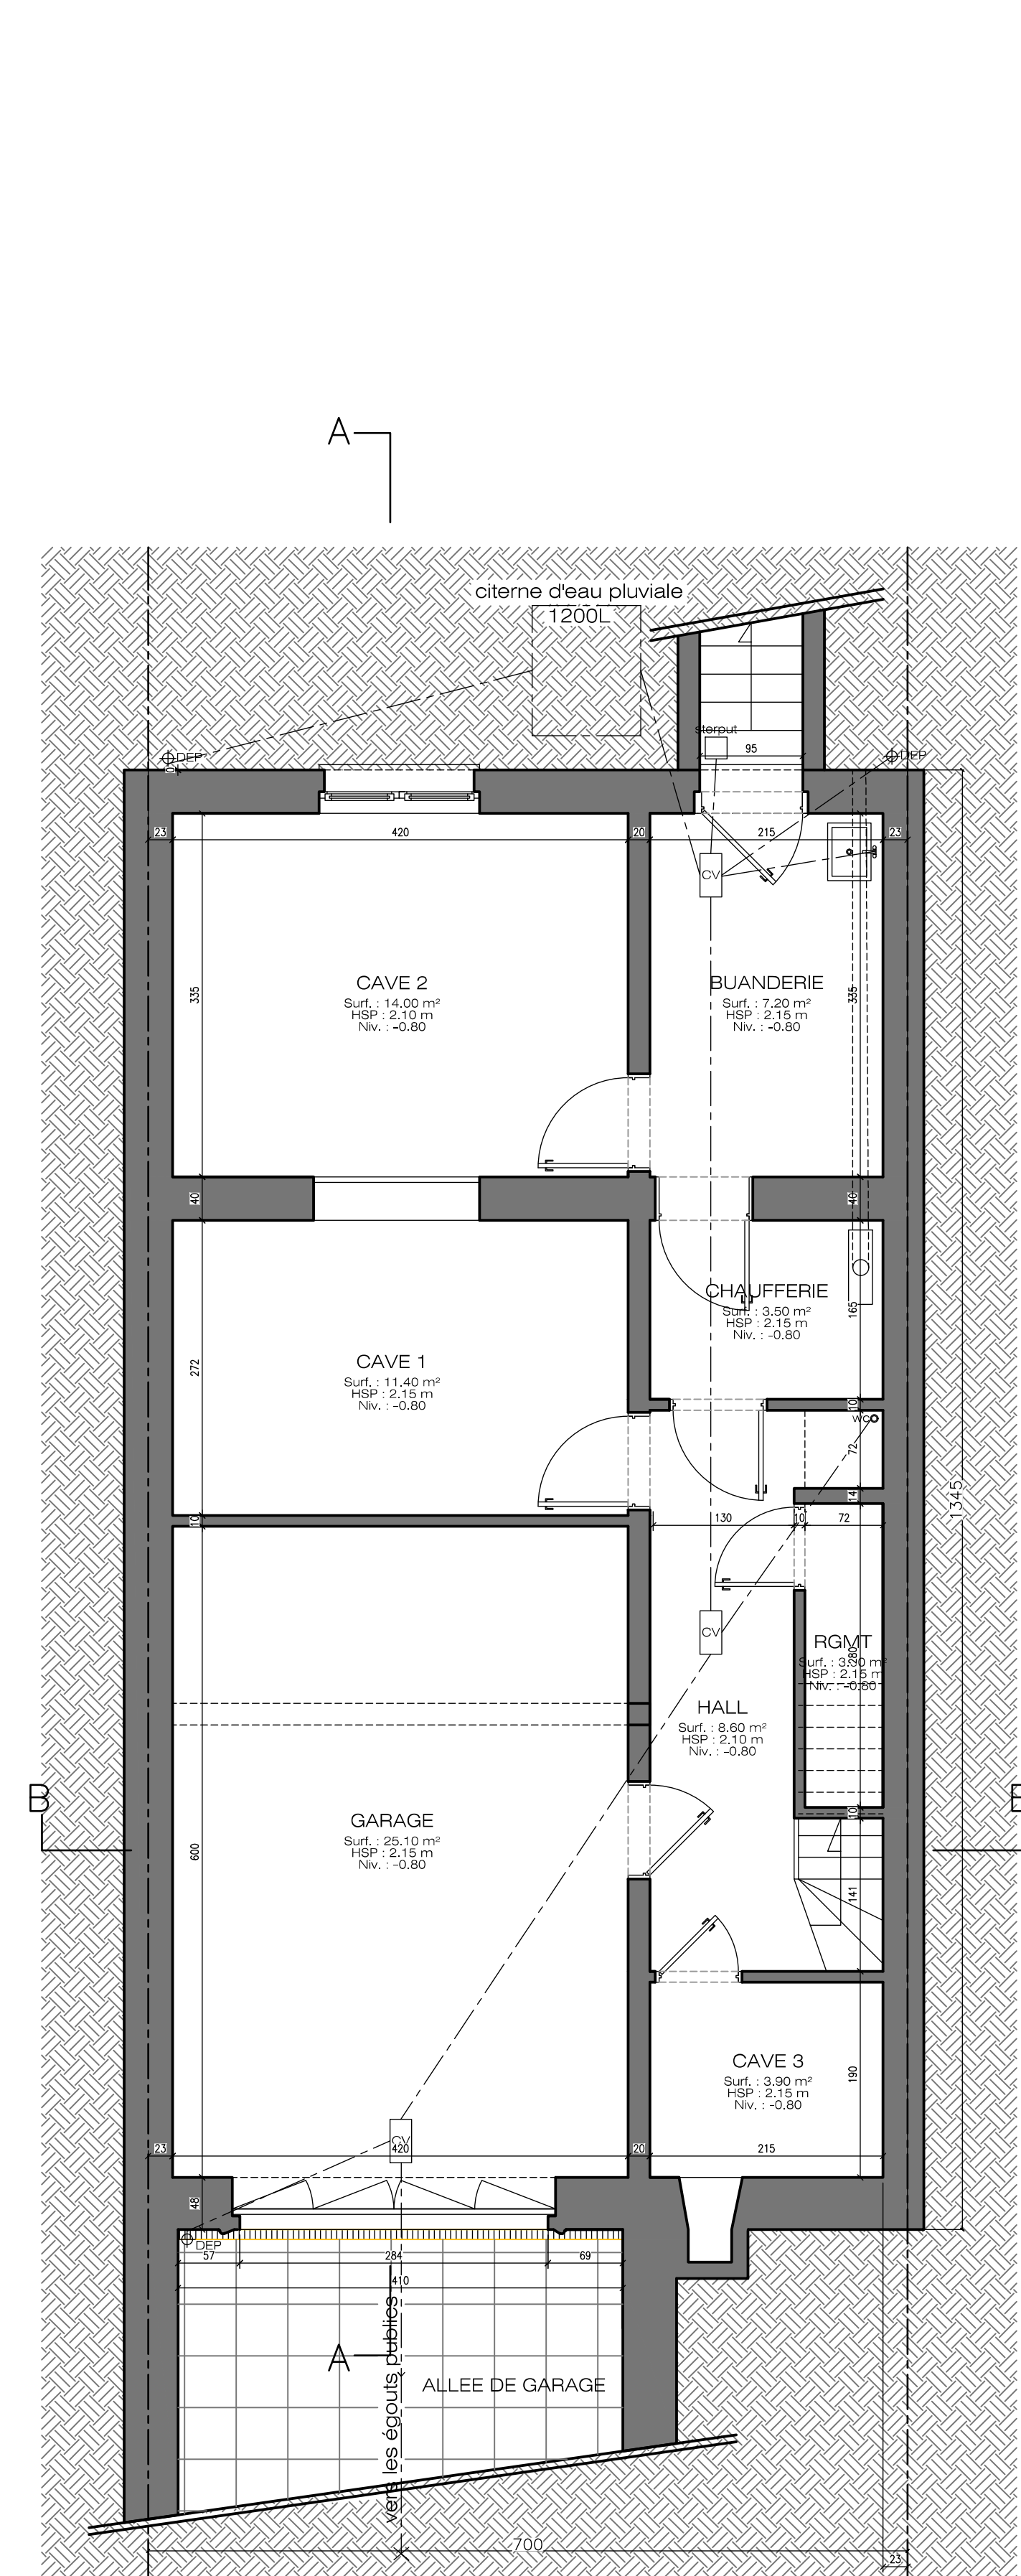 A
citerne d'eau pluviale
1200L
sterput
DEP
95
DEP
23
420
20
215
23
CV
CAVE 2
Surf. : 14.00 m²
HSP : 2.10 m
Niv. : -0.80
335
BUANDERIE
Surf. : 7.20 m²
HSP : 2.15 m
Niv. : -0.80
335
40
40
CHAUFFERIE
Surf. : 3.50 m²
HSP : 2.15 m
Niv. : -0.80
165
CAVE 1
Surf. : 11.40 m²
HSP : 2.15 m
Niv. : -0.80
272
10
WC
72
14
1345
10
130
10
72
CV
RGMT
HSP : 2.15 m
Niv. : -0.80
280
HALL
Surf. : 8.60 m²
HSP : 2.10 m
Niv. : -0.80
B
10
GARAGE
Surf. : 25.10 m²
HSP : 2.15 m
Niv. : -0.80
600
141
CAVE 3
Surf. : 3.90 m²
HSP : 2.15 m
Niv. : -0.80
190
CV
23
420
20
215
48
DEP
57
284
69
410
A
vers les égouts publics
ALLEE DE GARAGE
700
23